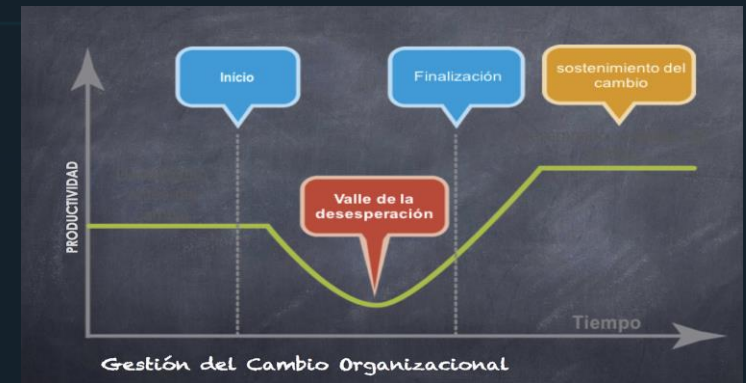 Inicio
Finalización
sostenimiento del
cambio
PRODUCTIVIDAD
Valle de la
desesperación
Tiempo
Gestión del Cambio Organizacional